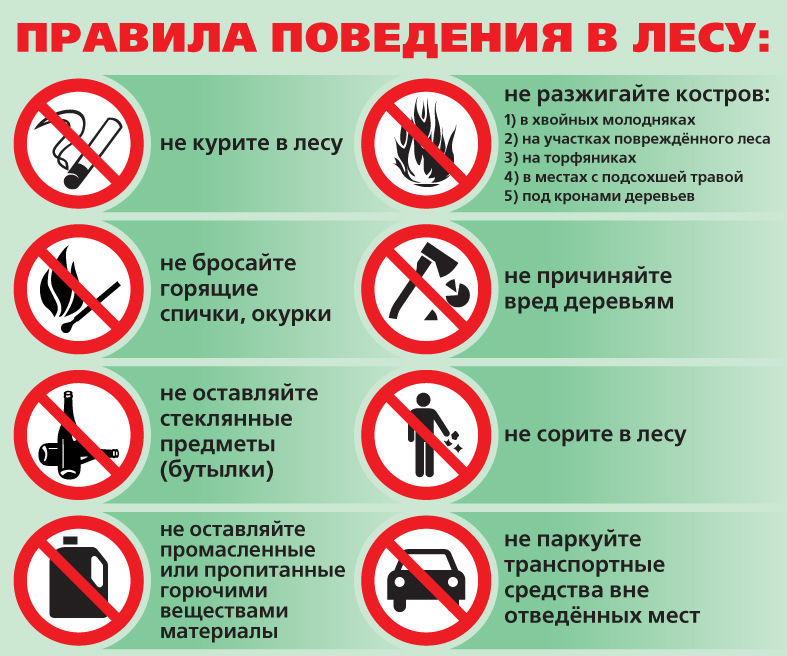 ПРАВИЛА ПОВЕДЕНИЯ В ЛЕСУ:
не курите в лесу
не разжигайте костров:
1) в хвойных молодняках
2) на участках повреждённого леса
3) на торфяниках
4) в местах с подсохшей травой
5) под кронами деревьев
не бросайте
горящие
спички, окурки
не причиняйте
вред деревьям
не оставляйте
стеклянные
предметы
(бутылки)
не сорите в лесу
не оставляйте
промасленные
или пропитанные
горючими
веществами
материалы
не паркуйте
транспортные
средства вне
отведённых мест